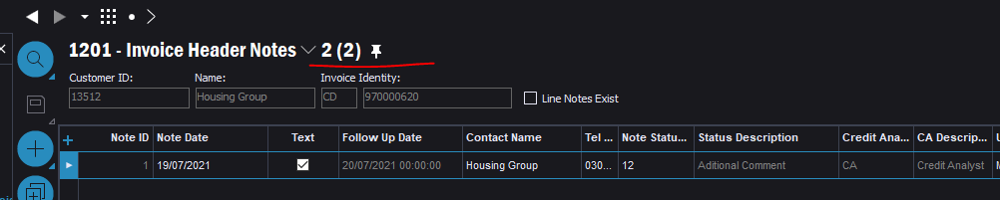 1201 - Invoice Header Notes 2 (2)
Customer ID: Name: Invoice Identity:
13512 Housing Group CD 970000620 Line Notes Exist
Note ID Note Date Text Follow Up Date Contact Name Tel ... Note Statu... Status Description Credit Ana... CA Descrip...
1 19/07/2021 20/07/2021 00:00:00 Housing Group 030... 12 Aditional Comment CA Credit Analyst